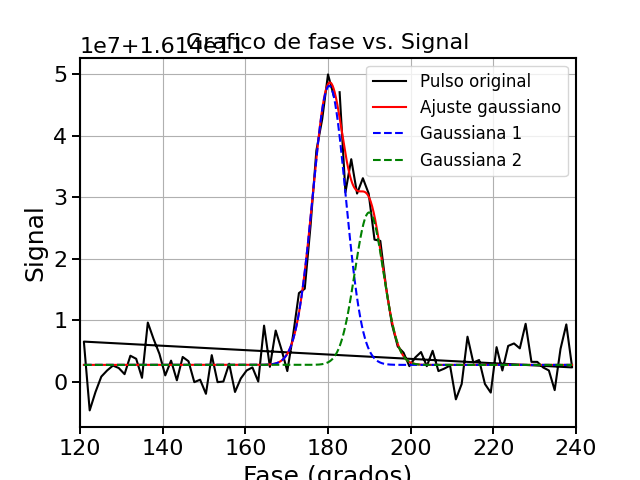 1e7+1.614e11
Grafico de fase vs. Signal
Pulso original
Ajuste gaussiano
Gaussiana 1
Gaussiana 2
Signal
5
4
3
2
1
0
120 140 160 180 200 220 240
Fase (grados)